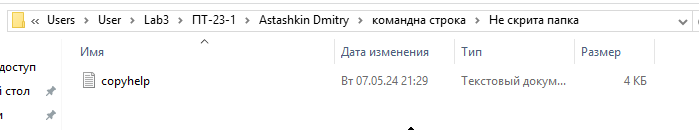 « Users > User > Lab3 > ПТ-23-1 > Astashkin Dmitry > командна строка > Не скрита папка
Имя Дата изменения Тип Размер
доступ
copyhelp Вт 07.05.24 21:29 Текстовый докум... 4 КБ
й стол
и